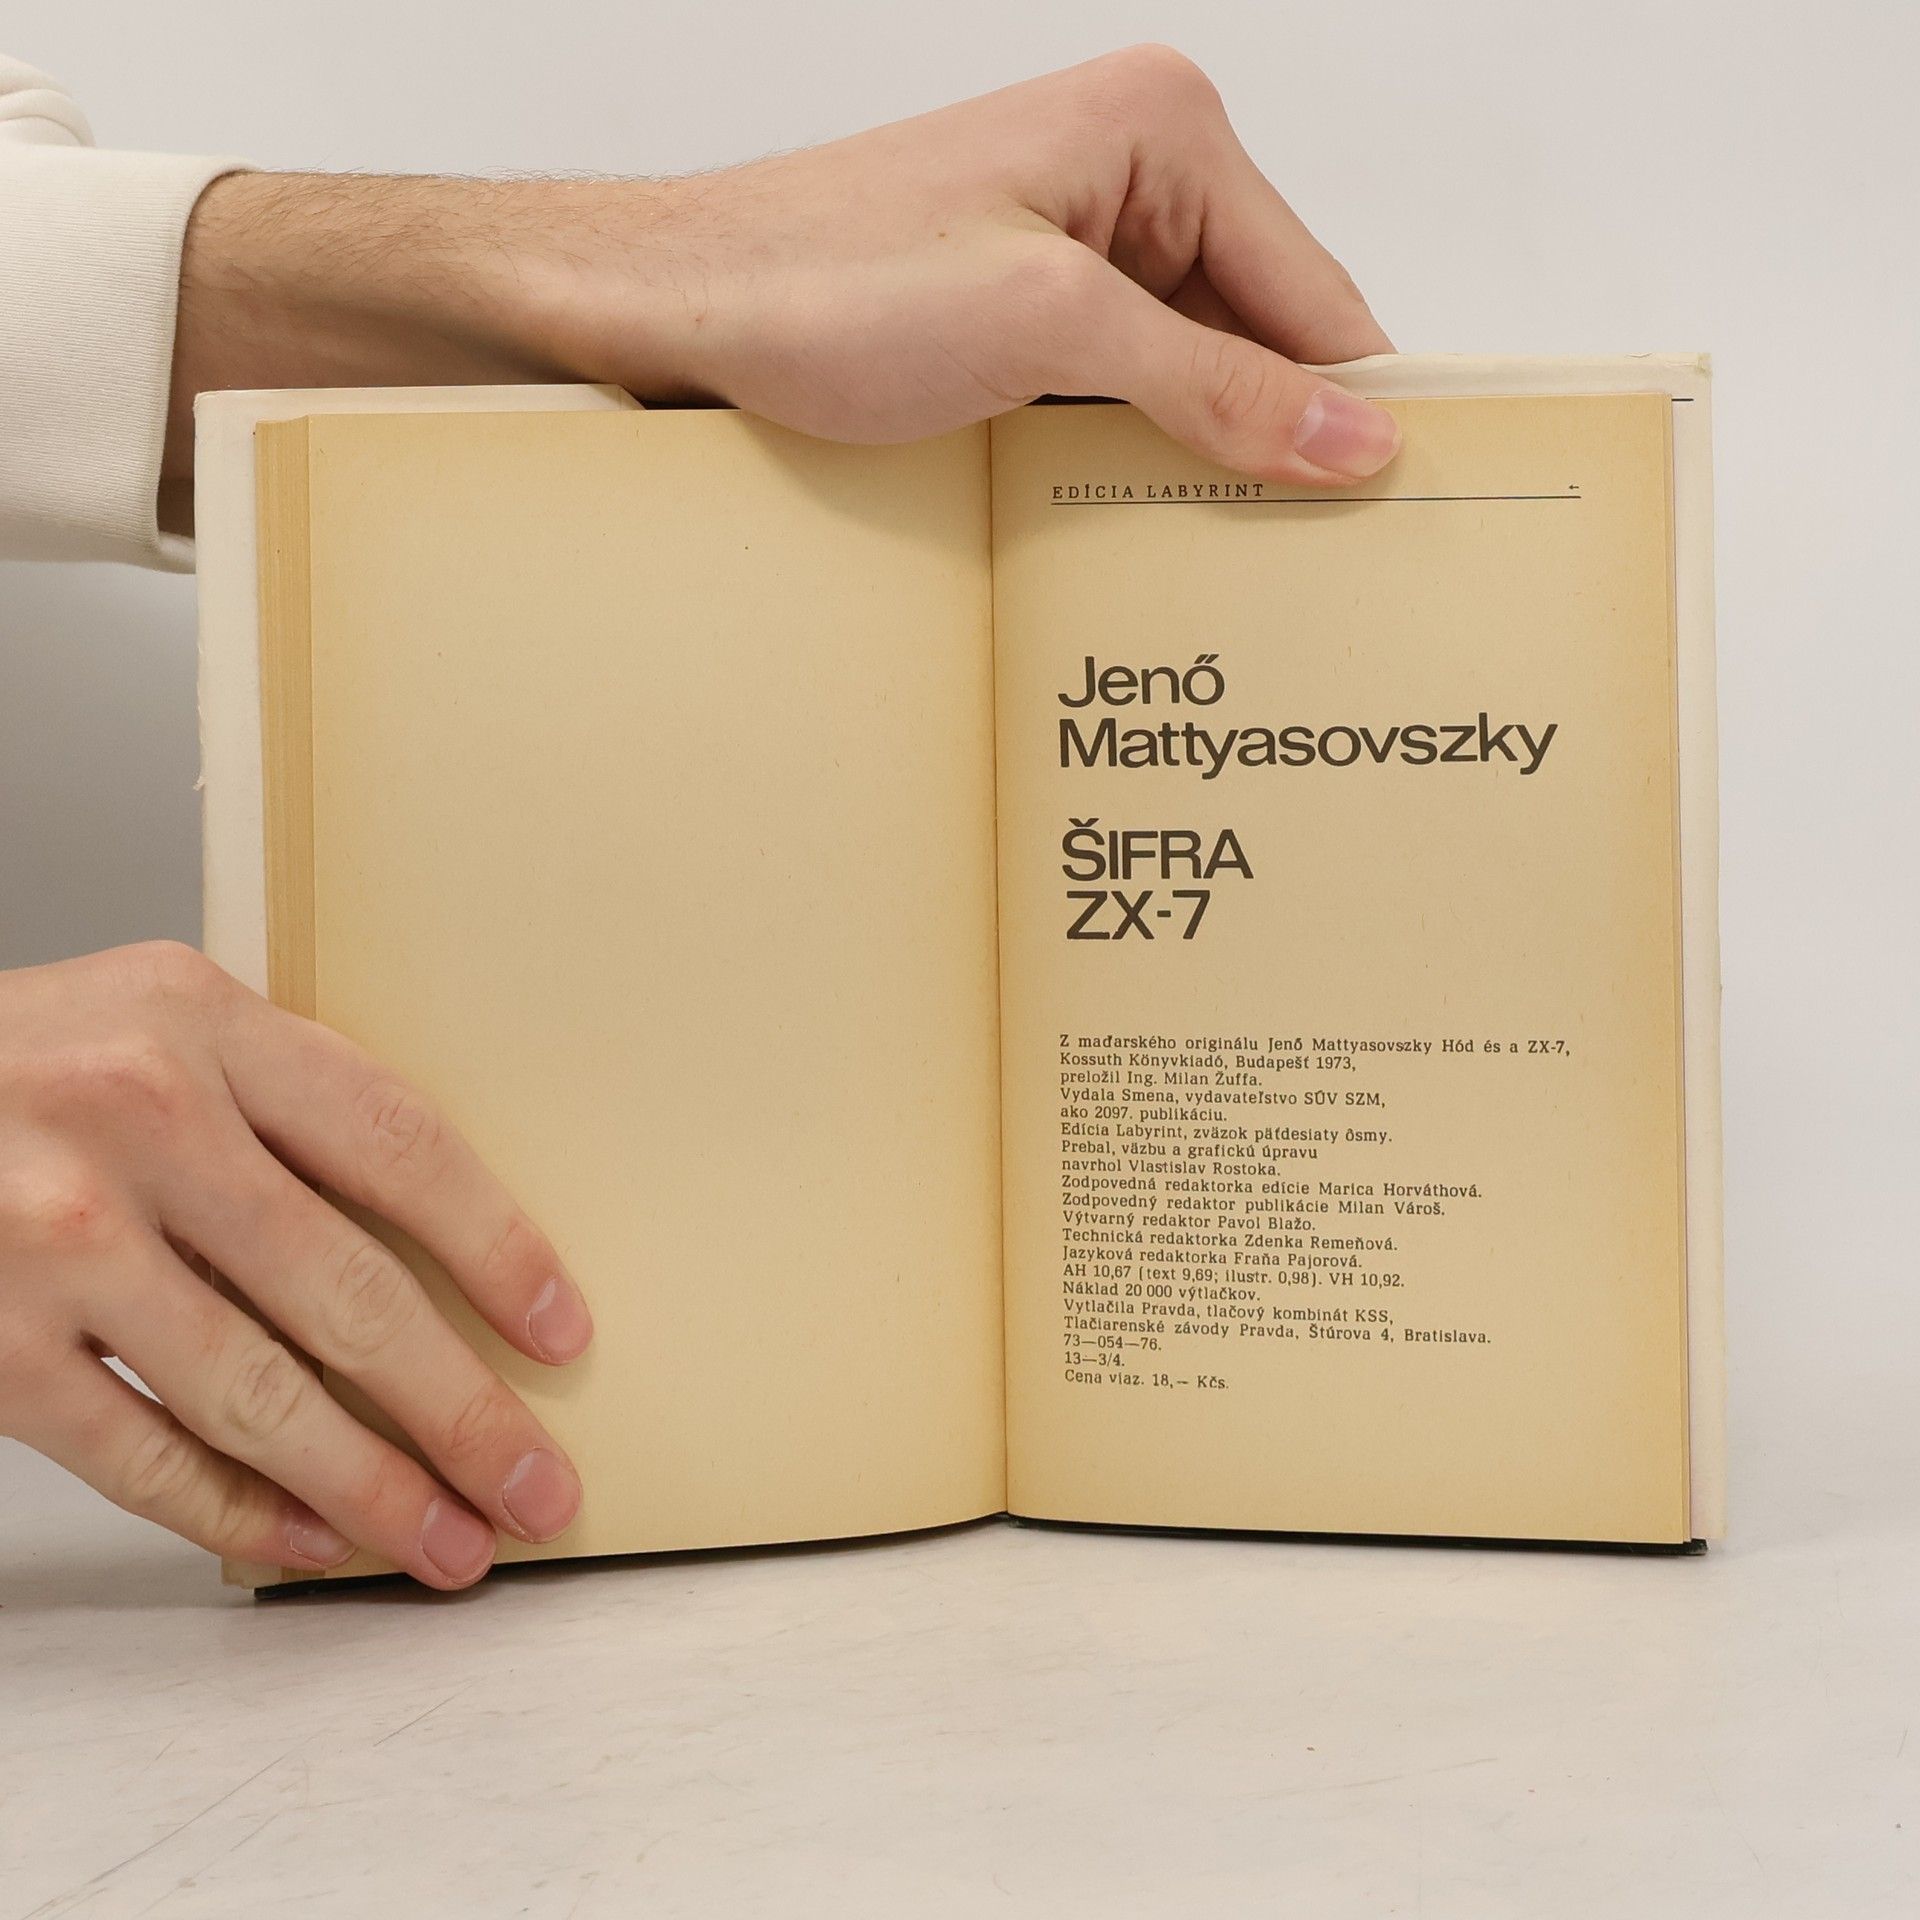 EDÍCIA LABYRINT
Jenő
Mattyasovszky
ŠIFRA
ZX-7
Z maďarského originálu Jenő Mattyasovszky Hód és a ZX-7,
Kossuth Könyvkiadó, Budapešť 1973,
preložil Ing. Milan Žuffa.
Vydala Smena, vydavateľstvo SÚV SZM,
ako 2097. publikáciu.
Edícia Labyrint, zväzok päťdesiaty ôsmy.
Prebal, väzbu a grafickú úpravu
navrhol Vlastislav Rostoka.
Zodpovedná redaktorka edície Marica Horváthová.
Zodpovedný redaktor publikácie Milan Városš.
Výtvarný redaktor Pavol Blažo.
Technická redaktorka Zdenka Remeňová.
Jazyková redaktorka Fraňa Pajorová.
AH 10,67 (text 9,69; ilustr. 0,98). VH 10,92.
Náklad 20 000 výtlačkov.
Vytlačila Pravda, tlačový kombinát KSS,
Tlačiarenské závody Pravda, Štúrova 4, Bratislava.
73—054—76.
13—3/4.
Cena viaz. 18,— Kčs.